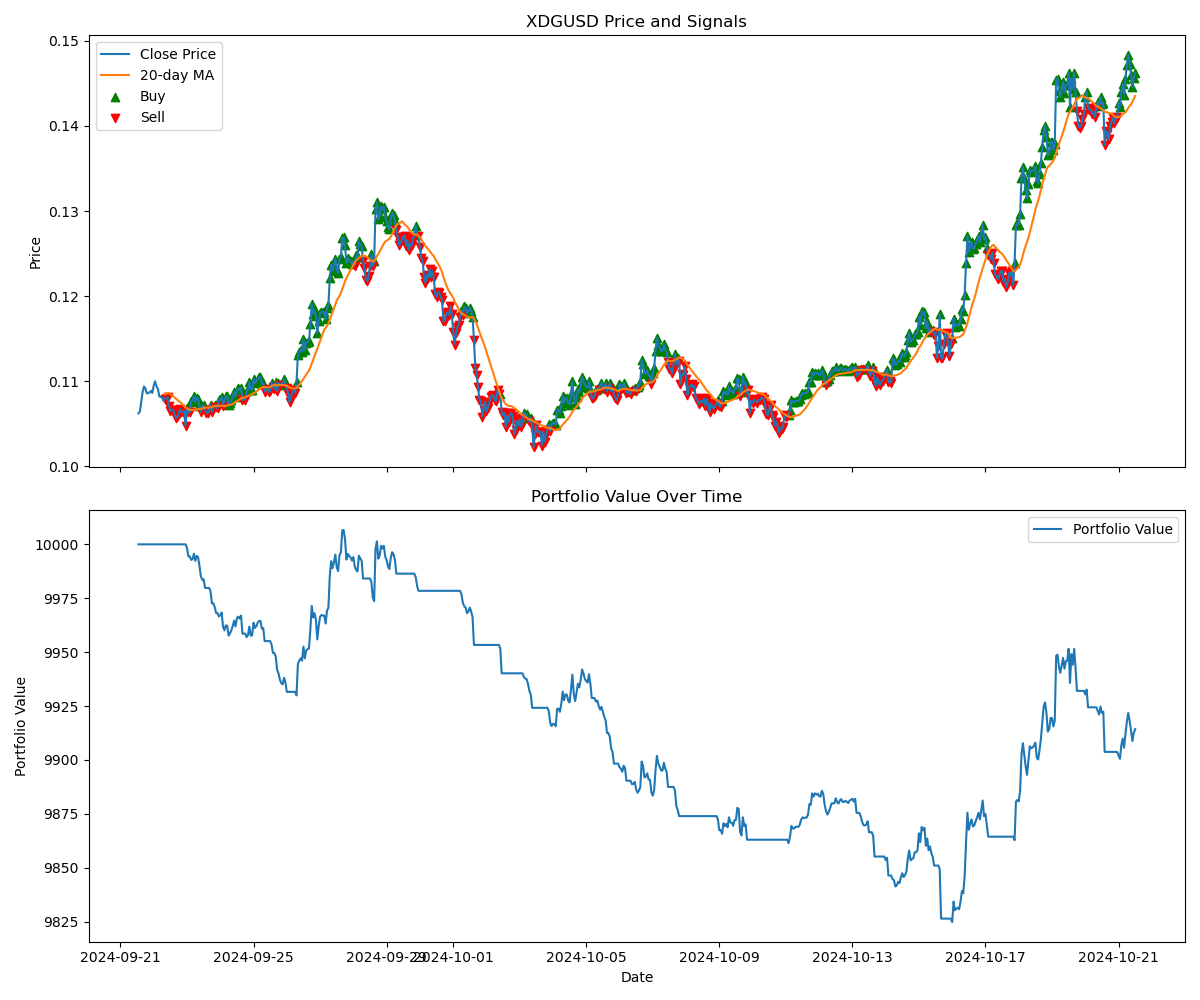 XDGUSD Price and Signals
Close Price
20-day MA
Buy
Sell
0.15
0.14
0.13
0.12
0.11
0.10
Price
Portfolio Value Over Time
Portfolio Value
10000
9975
9950
9925
9900
9875
9850
9825
Portfolio Value
2024-09-21 2024-09-25 2024-09-29 2024-10-01 2024-10-05 2024-10-09 2024-10-13 2024-10-17 2024-10-21
Date